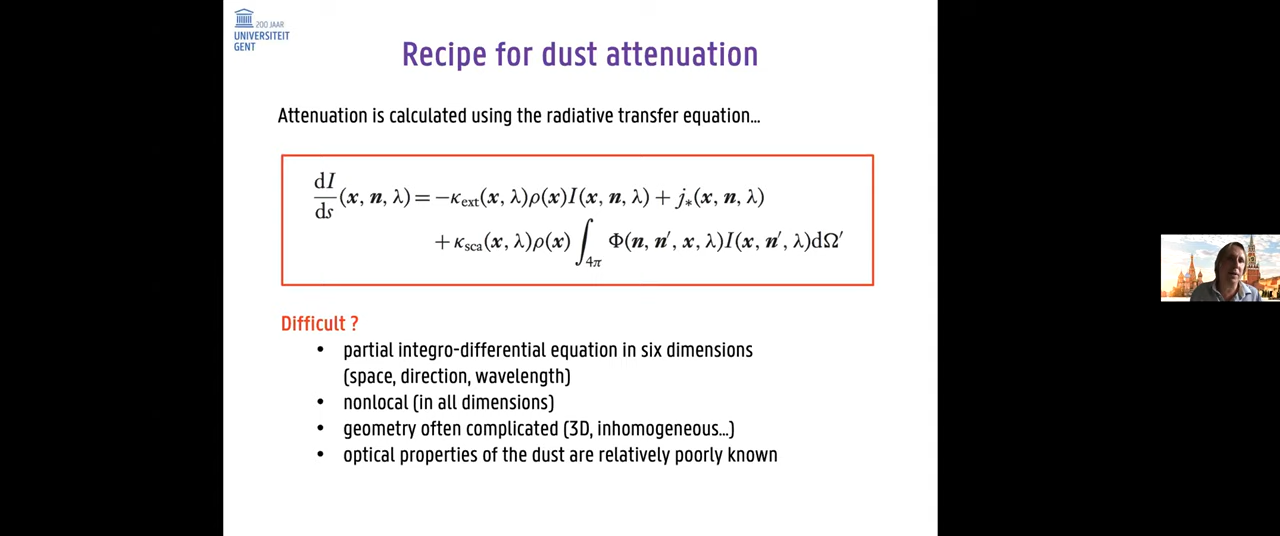 200 JAAR
UNIVERSITEIT
GENT
Recipe for dust attenuation
Attenuation is calculated using the radiative transfer equation...
dI/ds (x, n, λ) = −κext(x, λ)ρ(x)I(x, n, λ) + j*(x, n, λ)
+ κsca(x, λ)ρ(x) ∫4π Φ(n, n′, x, λ)I(x, n′, λ)dΩ′
Difficult ?
• partial integro-differential equation in six dimensions
(space, direction, wavelength)
• nonlocal (in all dimensions)
• geometry often complicated (3D, inhomogeneous...)
• optical properties of the dust are relatively poorly known